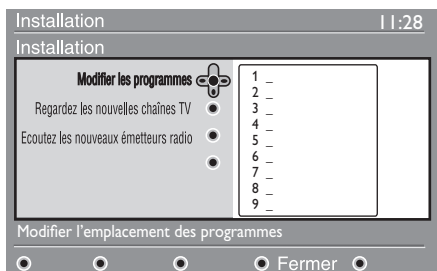 Installation 11:28
Installation
Modifier les programmes
Regardez les nouvelles chaînes TV
Ecoutez les nouveaux émetteurs radio
1 _
2 _
3 _
4 _
5 _
6 _
7 _
8 _
9 _
Modifier l'emplacement des programmes
Fermer